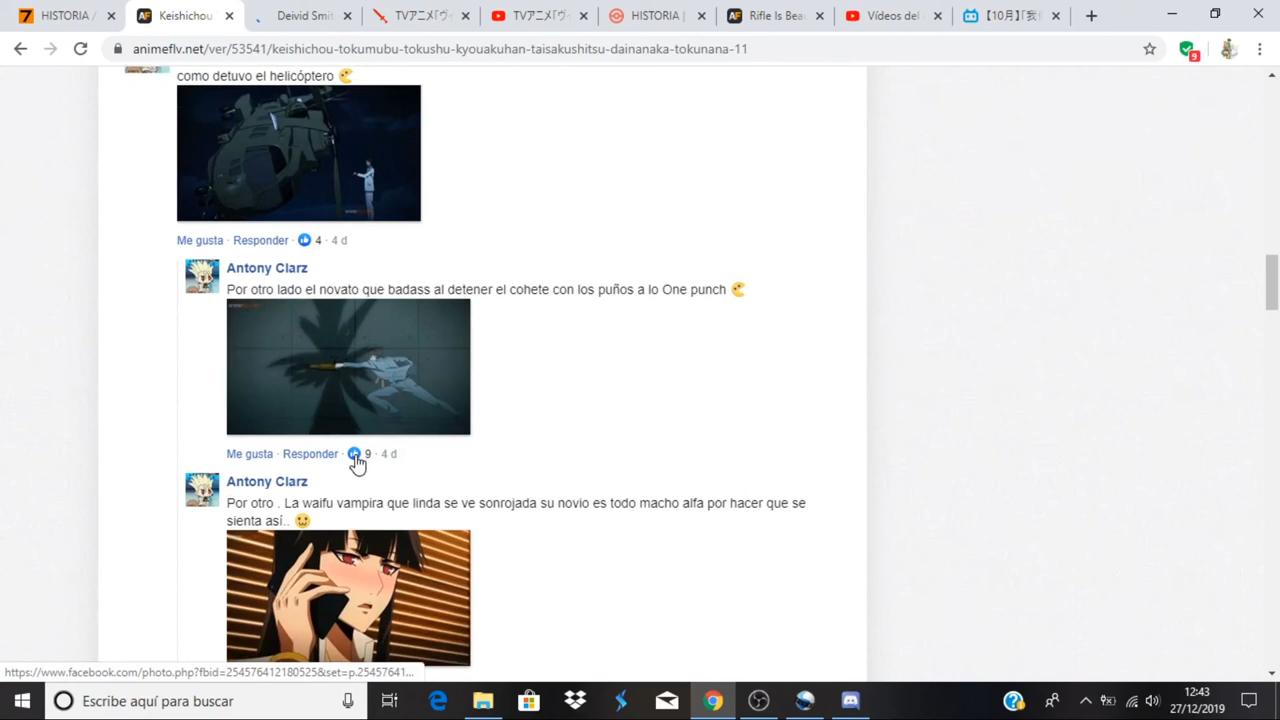 HISTORIA /
Keishichou
Deivid Smit
TVアニメ「ヴィ
TVアニメ「ヴ
HISTORIA |
Rifle Is Bea
Vídeos del
【10月】「我
animeflv.net/ver/53541/keishichou-tokumubu-tokushu-kyouakuhan-taisakushitsu-dainanaka-tokunana-11
9
como detuvo el helicóptero
Me gusta · Responder · 4 · 4 d
Antony Clarz
Por otro lado el novato que badass al detener el cohete con los puños a lo One punch
Me gusta · Responder · 9 · 4 d
Antony Clarz
Por otro . La waifu vampira que linda se ve sonrojada su novio es todo macho alfa por hacer que se
sienta así..
https://www.facebook.com/photo.php?fbid=254576412180525&set=p.25457641...
Escribe aquí para buscar
12:43
27/12/2019